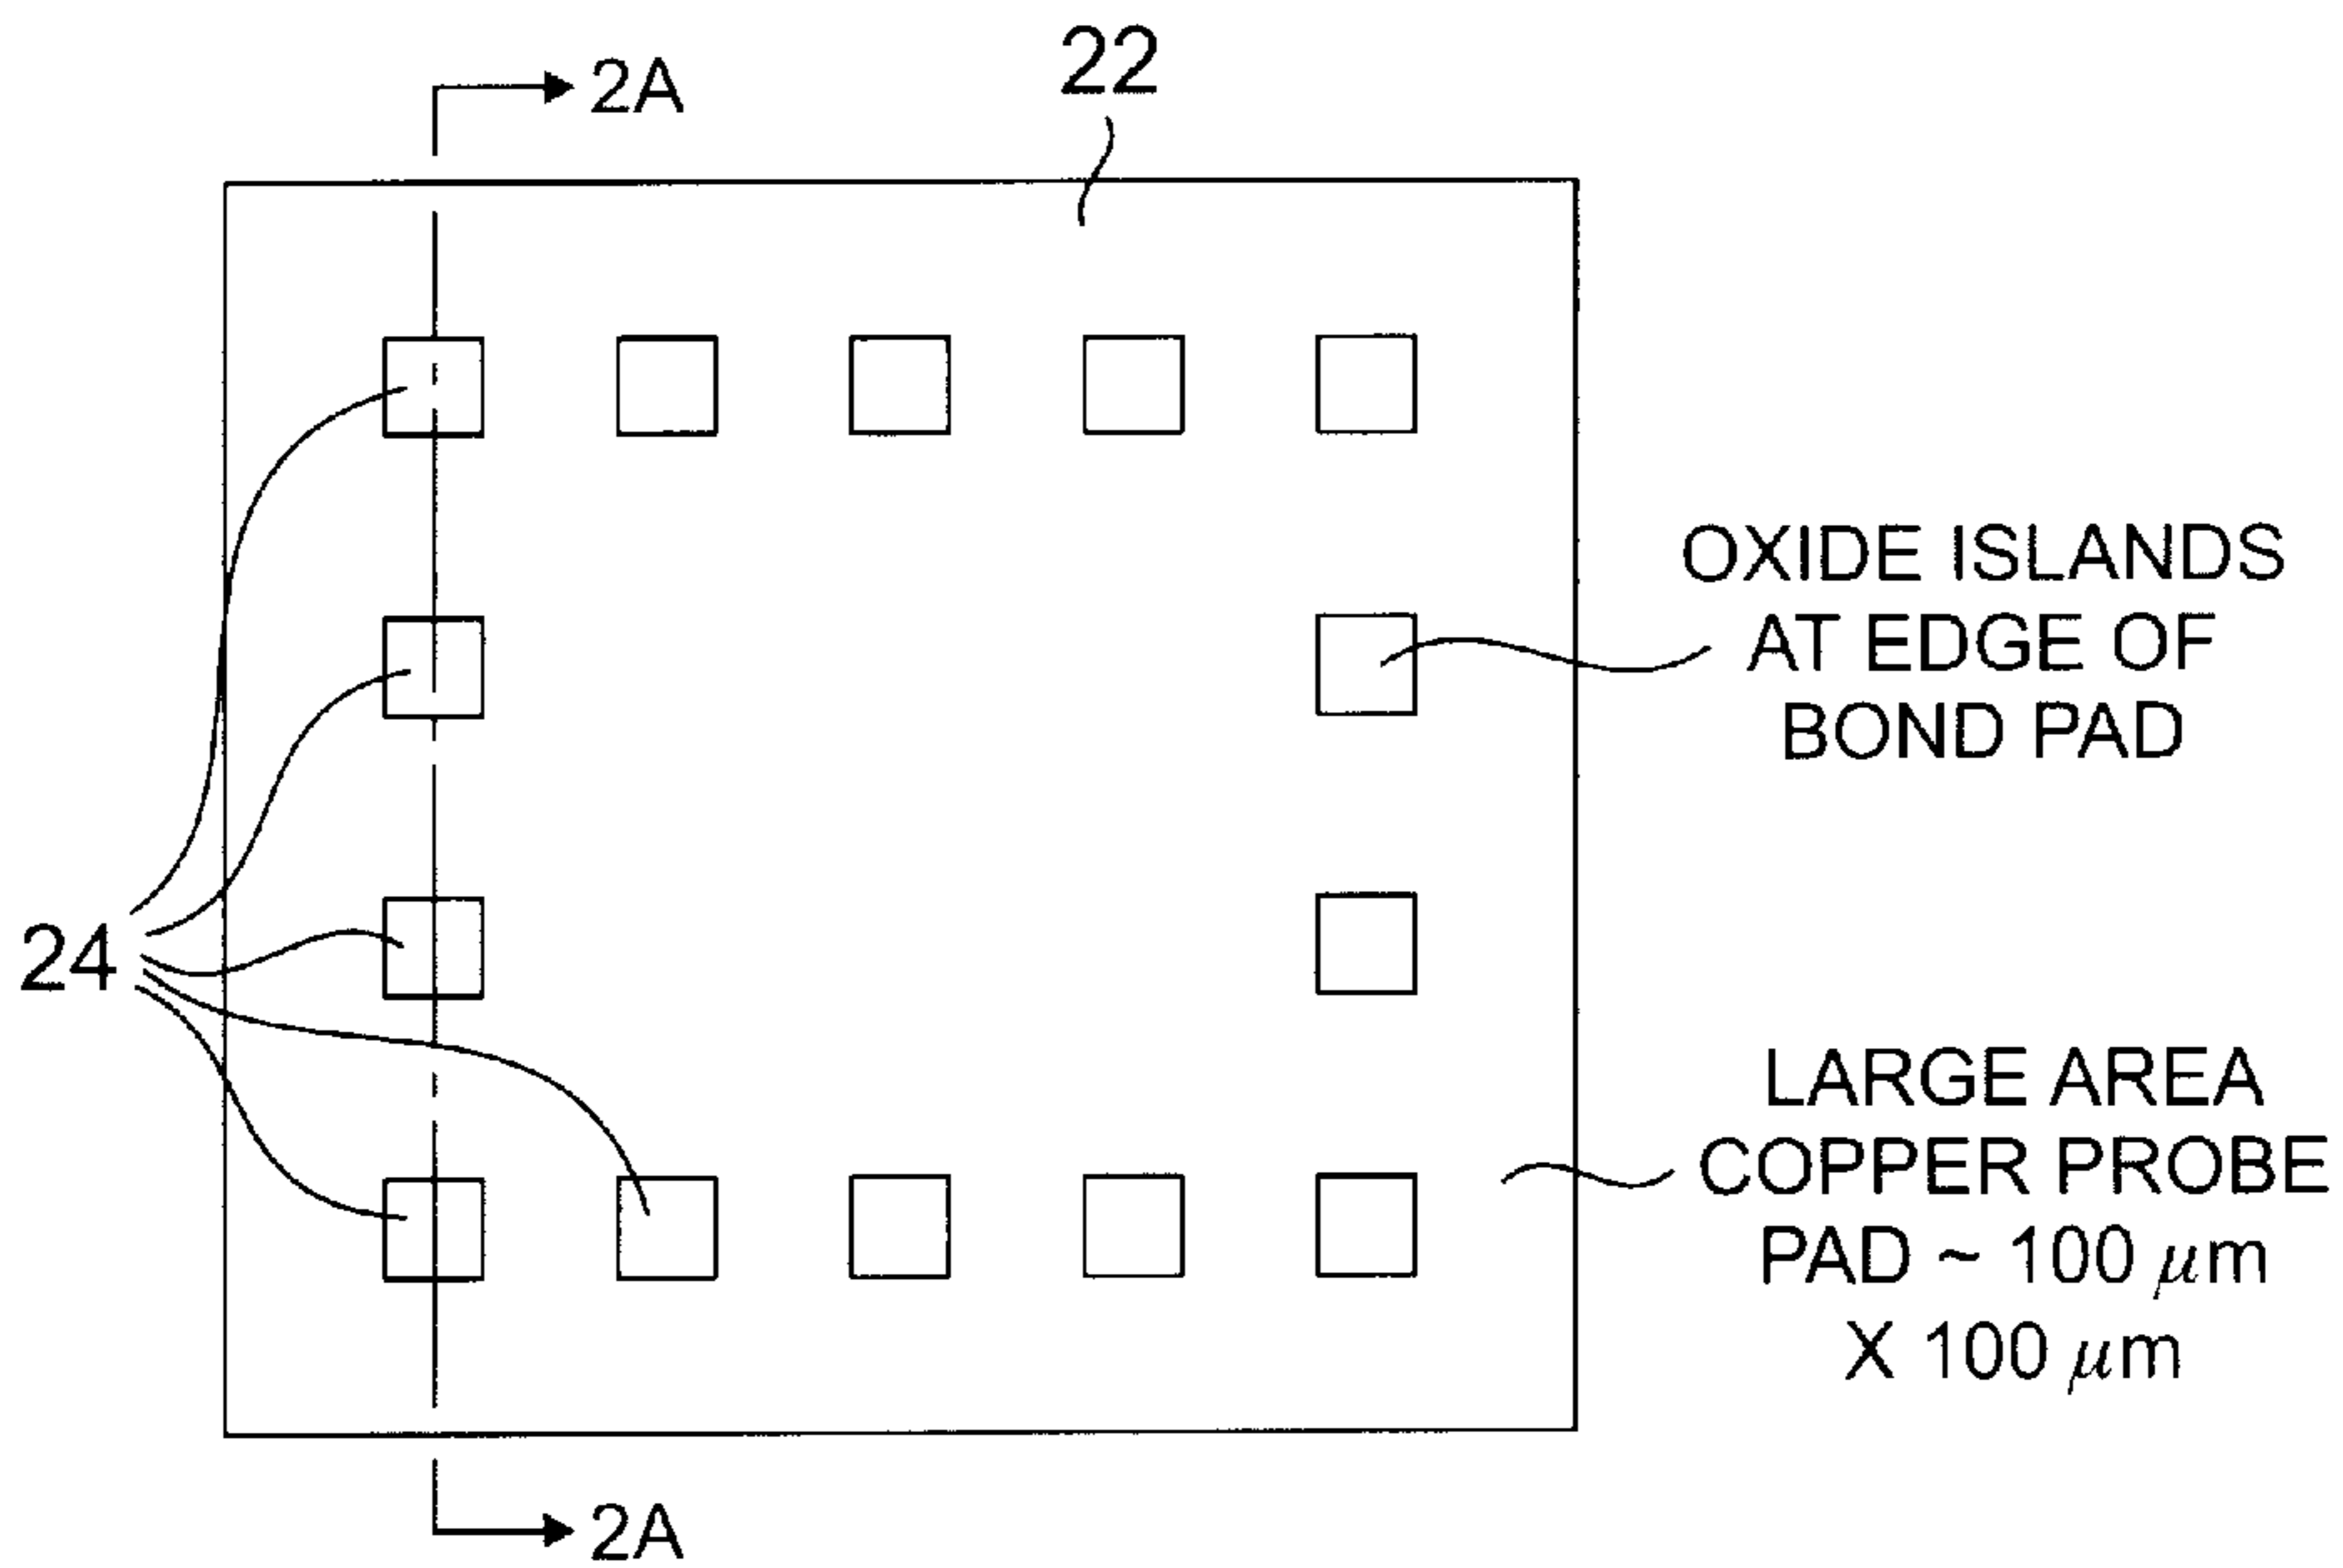 22
2A
OXIDE ISLANDS
AT EDGE OF
BOND PAD
24
LARGE AREA
COPPER PROBE
PAD ~ 100 μm
X 100 μm
2A